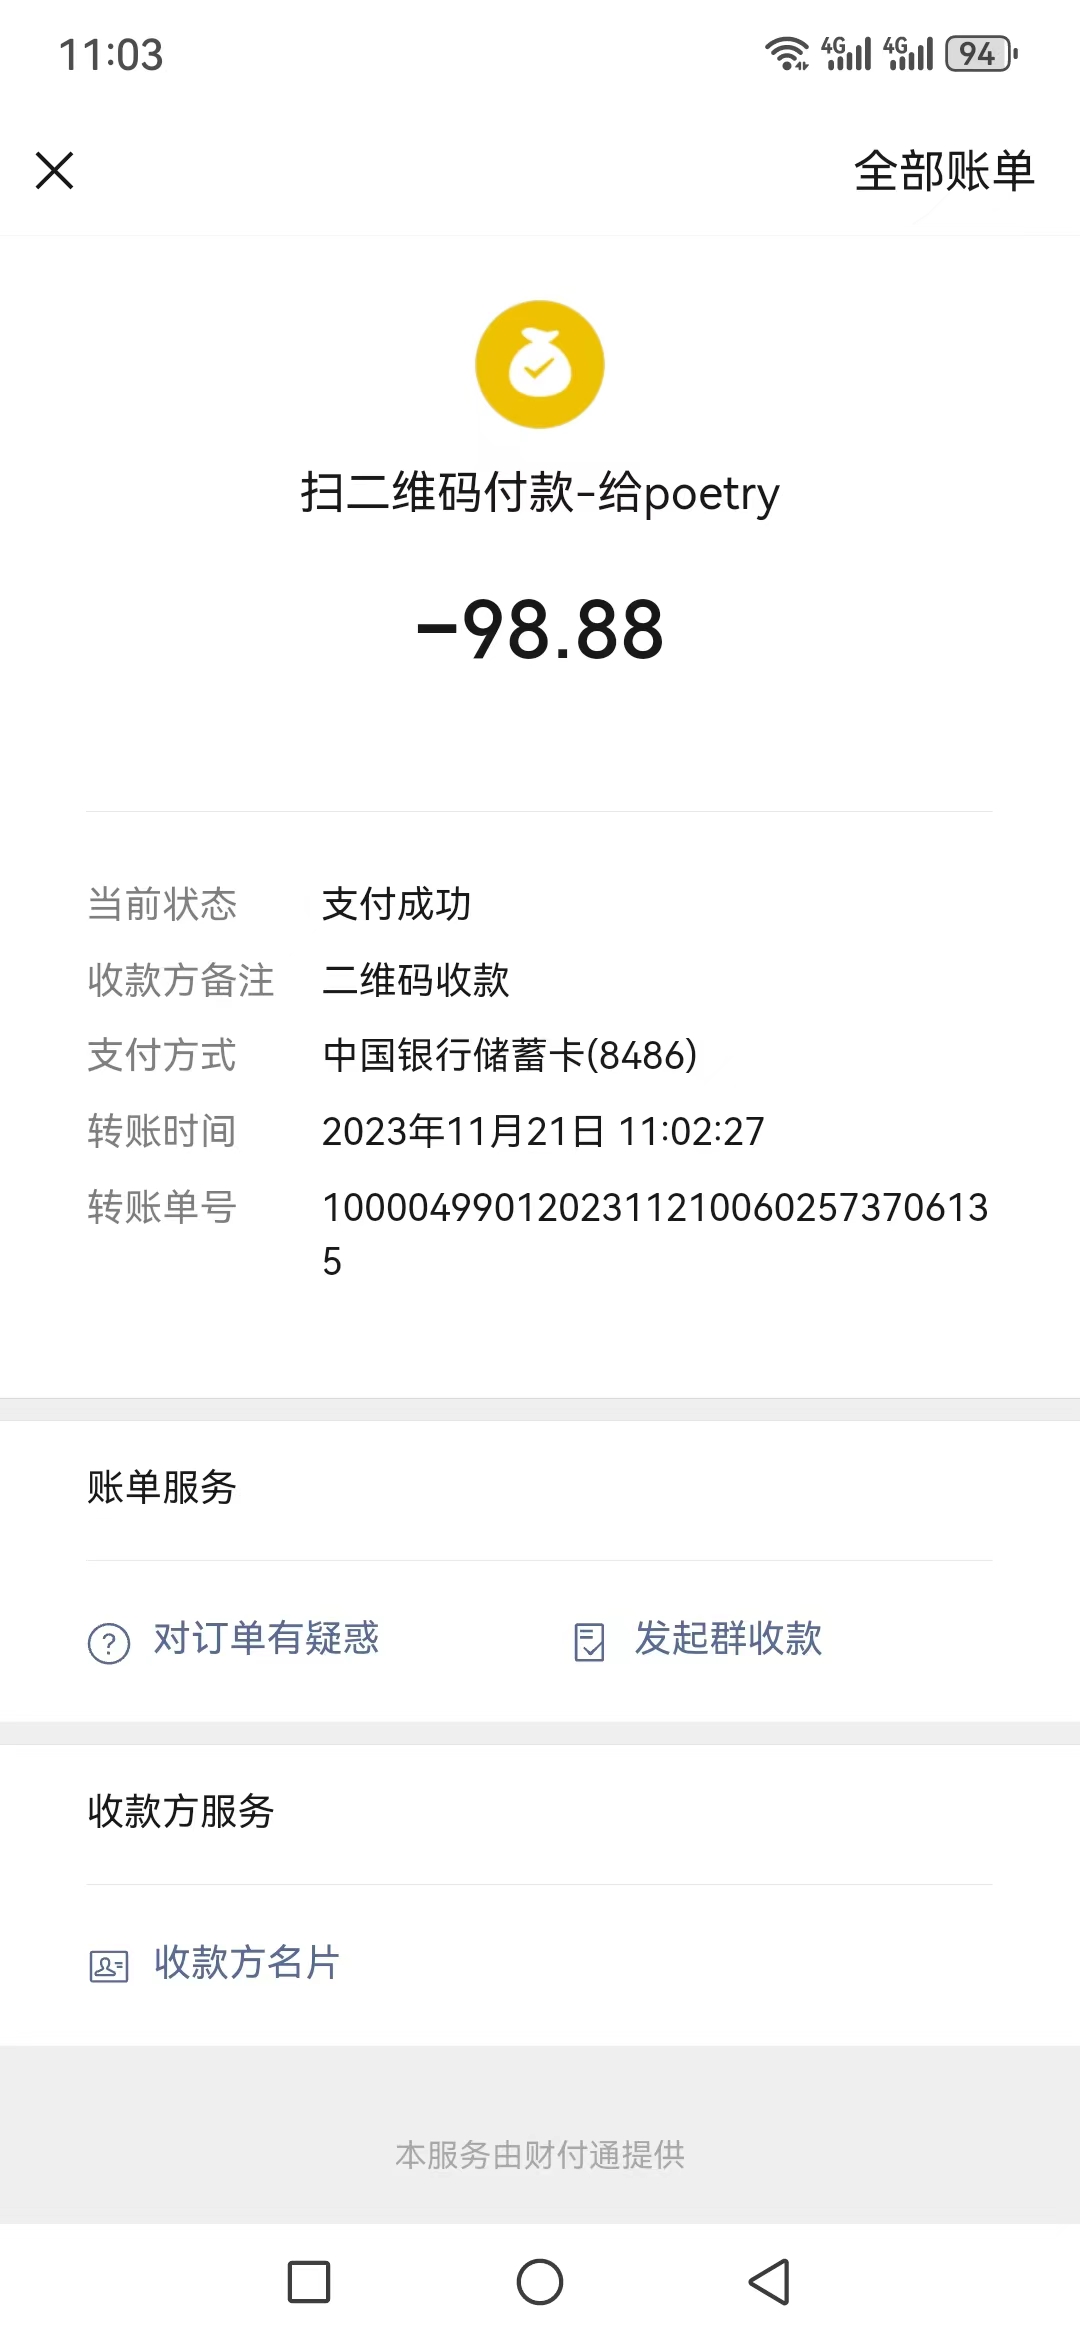 11:03
4G 4G 94
全部账单
扫二维码付款-给poetry
-98.88
当前状态 支付成功
收款方备注 二维码收款
支付方式 中国银行储蓄卡(8486)
转账时间 2023年11月21日 11:02:27
转账单号 1000049901202311210060257370613
5
账单服务
对订单有疑惑 发起群收款
收款方服务
收款方名片
本服务由财付通提供